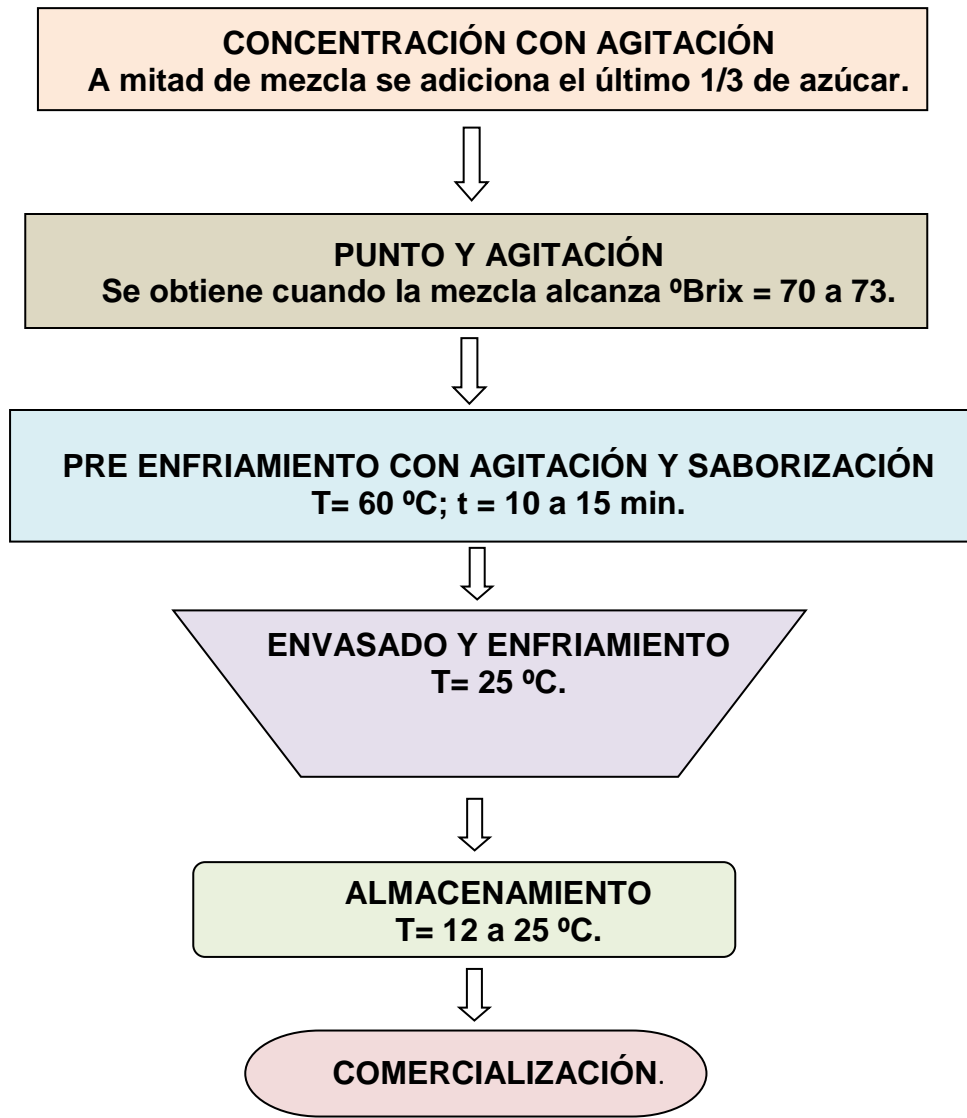 CONCENTRACIÓN CON AGITACIÓN
A mitad de mezcla se adiciona el último 1/3 de azúcar.
PUNTO Y AGITACIÓN
Se obtiene cuando la mezcla alcanza ºBrix = 70 a 73.
PRE ENFRIAMIENTO CON AGITACIÓN Y SABORIZACIÓN
T= 60 ºC; t = 10 a 15 min.
ENVASADO Y ENFRIAMIENTO
T= 25 ºC.
ALMACENAMIENTO
T= 12 a 25 ºC.
COMERCIALIZACIÓN.